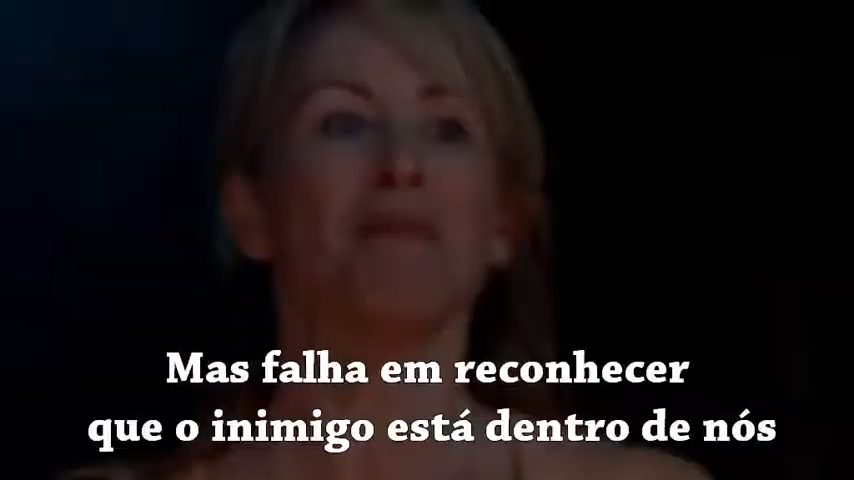 Mas falha em reconhecer
que o inimigo está dentro de nós